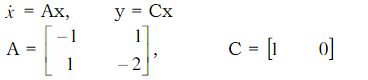 ẋ = Ax, y = Cx
A = [ -1 1
1 -2 ], C = [1 0]